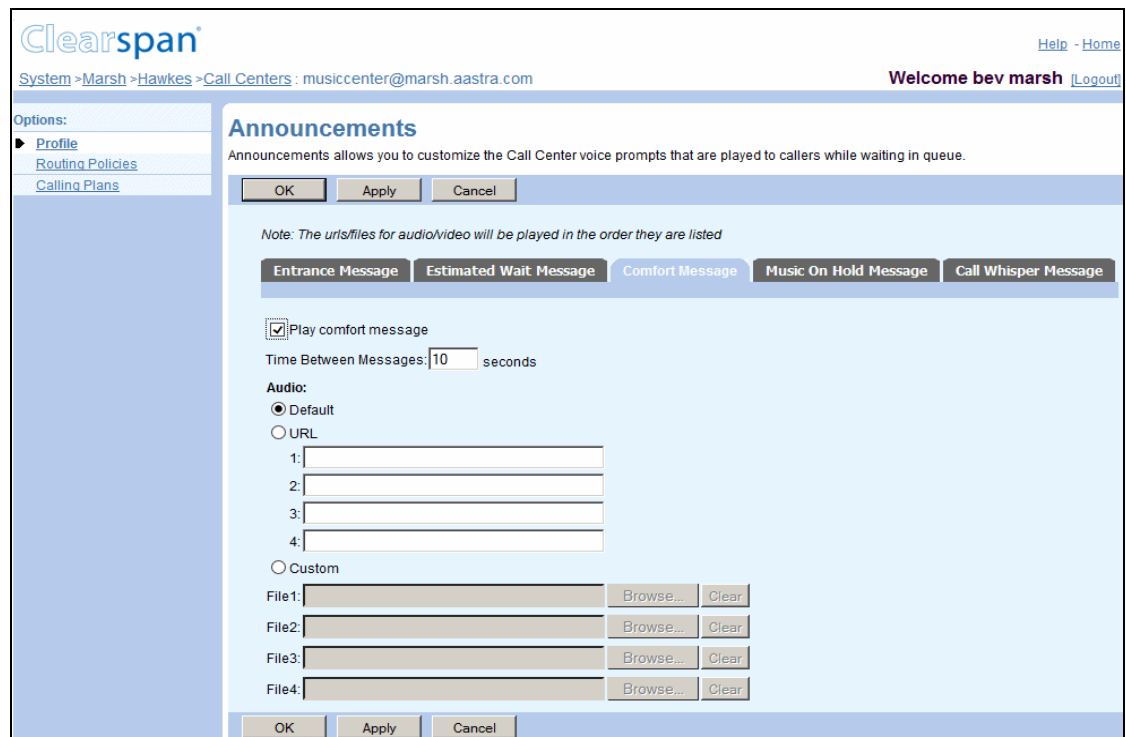 Clearspan®
Help - Home
System >Marsh >Hawkes >Call Centers : musiccenter@marsh.aastra.com
Welcome bev marsh [Logout]
Options:
Profile
Routing Policies
Calling Plans
Announcements
Announcements allows you to customize the Call Center voice prompts that are played to callers while waiting in queue.
OK Apply Cancel
Note: The urls/files for audio/video will be played in the order they are listed
Entrance Message Estimated Wait Message Comfort Message Music On Hold Message Call Whisper Message
Play comfort message
Time Between Messages: 10 seconds
Audio:
Default
URL
1:
2:
3:
4:
Custom
File1: Browse... Clear
File2: Browse... Clear
File3: Browse... Clear
File4: Browse... Clear
OK Apply Cancel